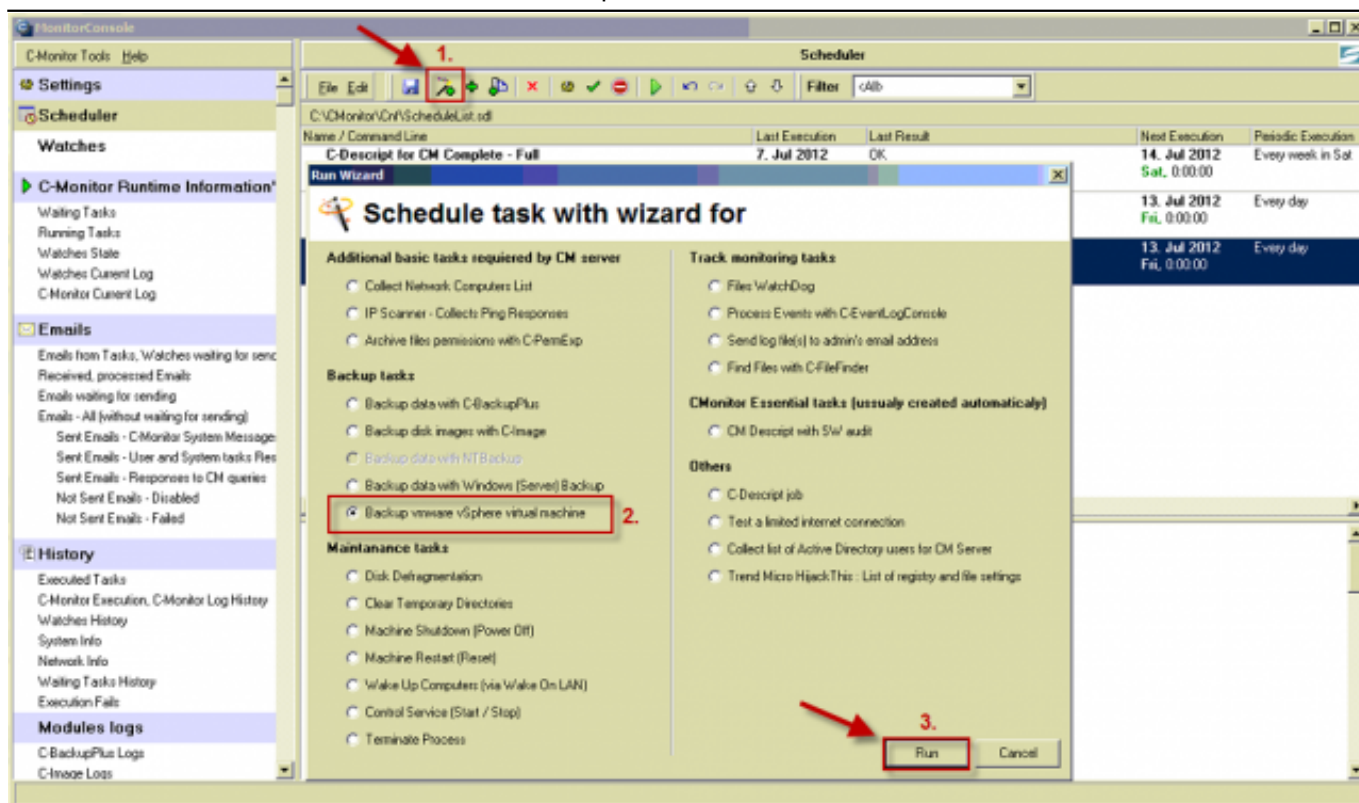 MonitorConsole
C-Monitor Tools Help
Scheduler
1.
Settings
Scheduler
Watches
C-Monitor Runtime Information*
Waiting Tasks
Running Tasks
Watches State
Watches Current Log
C-Monitor Current Log
Emails
Emails from Tasks, Watches waiting for senc
Received, processed Emails
Emails waiting for sending
Emails - All (without waiting for sending)
Sent Emails - C-Monitor System Message
Sent Emails - User and System tasks Res
Sent Emails - Responses to CM queries
Not Sent Emails - Disabled
Not Sent Emails - Failed
History
Executed Tasks
C-Monitor Execution, C-Monitor Log History
Watches History
System Info
Network Info
Waiting Tasks History
Execution Fails
Modules logs
C-BackupPlus Logs
C-Image Logs
File Edit Filter <All>
C:\CMonitor\Cnf\ScheduleList.sdl
Name / Command Line Last Execution Last Result Next Execution Periodic Execution
C-Descript for CM Complete - Full 7. Jul 2012 OK 14. Jul 2012 Every week in Sat
Sat, 0:00:00
13. Jul 2012 Every day
Fri, 0:00:00
13. Jul 2012 Every day
Fri, 0:00:00
Run Wizard
Schedule task with wizard for
Additional basic tasks requiered by CM server
Collect Network Computers List
IP Scanner - Collects Ping Responses
Archive files permissions with C-PermExp
Backup tasks
Backup data with C-BackupPlus
Backup disk images with C-Image
Backup data with NTBackup
Backup data with Windows (Server) Backup
Backup vmware vSphere virtual machine
2.
Maintanance tasks
Disk Defragmentation
Clear Temporary Directories
Machine Shutdown (Power Off)
Machine Restart (Reset)
Wake Up Computers (via Wake On LAN)
Control Service (Start / Stop)
Terminate Process
Track monitoring tasks
Files WatchDog
Process Events with C-EventLogConsole
Send log file(s) to admin's email address
Find Files with C-FileFinder
CMonitor Essential tasks (ussualy created automaticaly)
CM Descript with SW audit
Others
C-Descript job
Test a limited internet connection
Collect list of Active Directory users for CM Server
Trend Micro HijackThis : List of registry and file settings
3.
Run Cancel